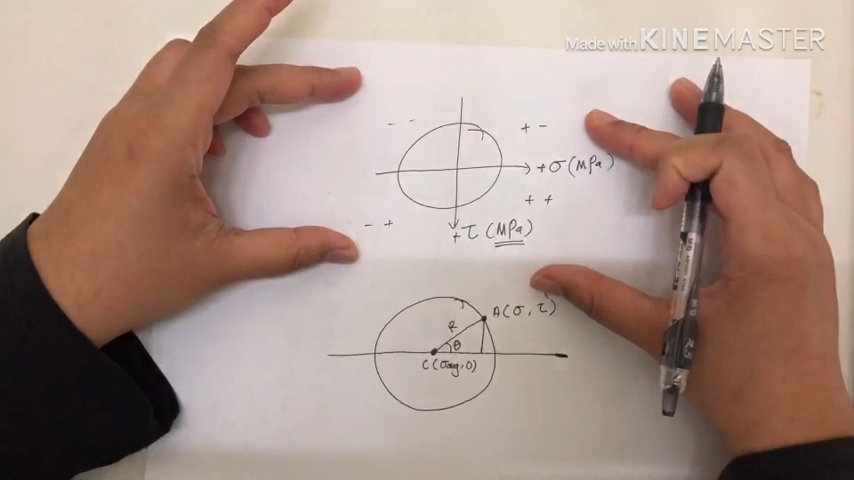 Made with KINEMASTER
- -
+ -
+ σ (MPa)
+ +
- +
+ τ (MPa)
A(σ, τ)
R
θ
C(σavg, 0)